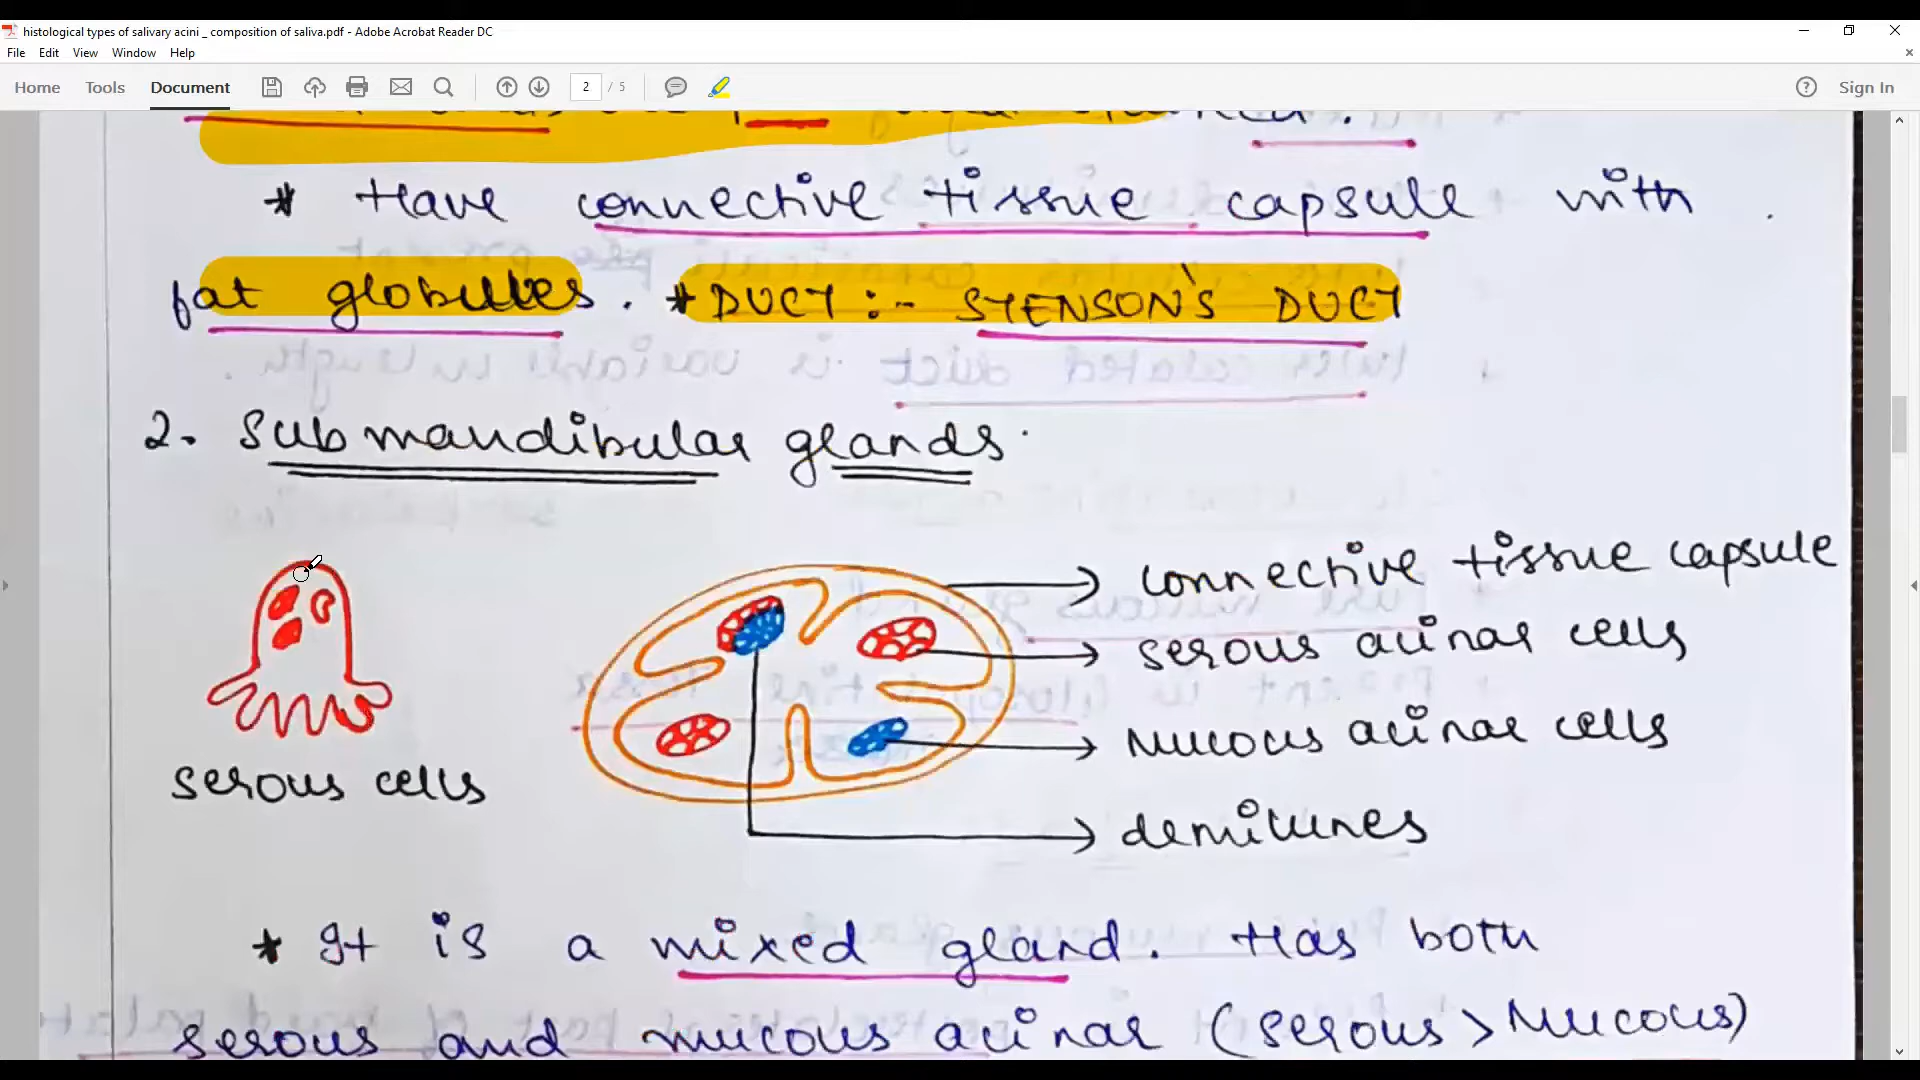 histological types of salivary acini _ composition of saliva.pdf - Adobe Acrobat Reader DC
File Edit View Window Help
Home Tools Document 2 / 5 Sign In
* Have connective tissue capsule with
fat globules. * DUCT :- STENSON'S DUCT
2. Submandibular glands.
connective tissue capsule
serous acinar cells
Mucous acinar cells
serous cells
demilunes
* It is a mixed gland. Has both
serous and mucous acinar (serous > Mucous)